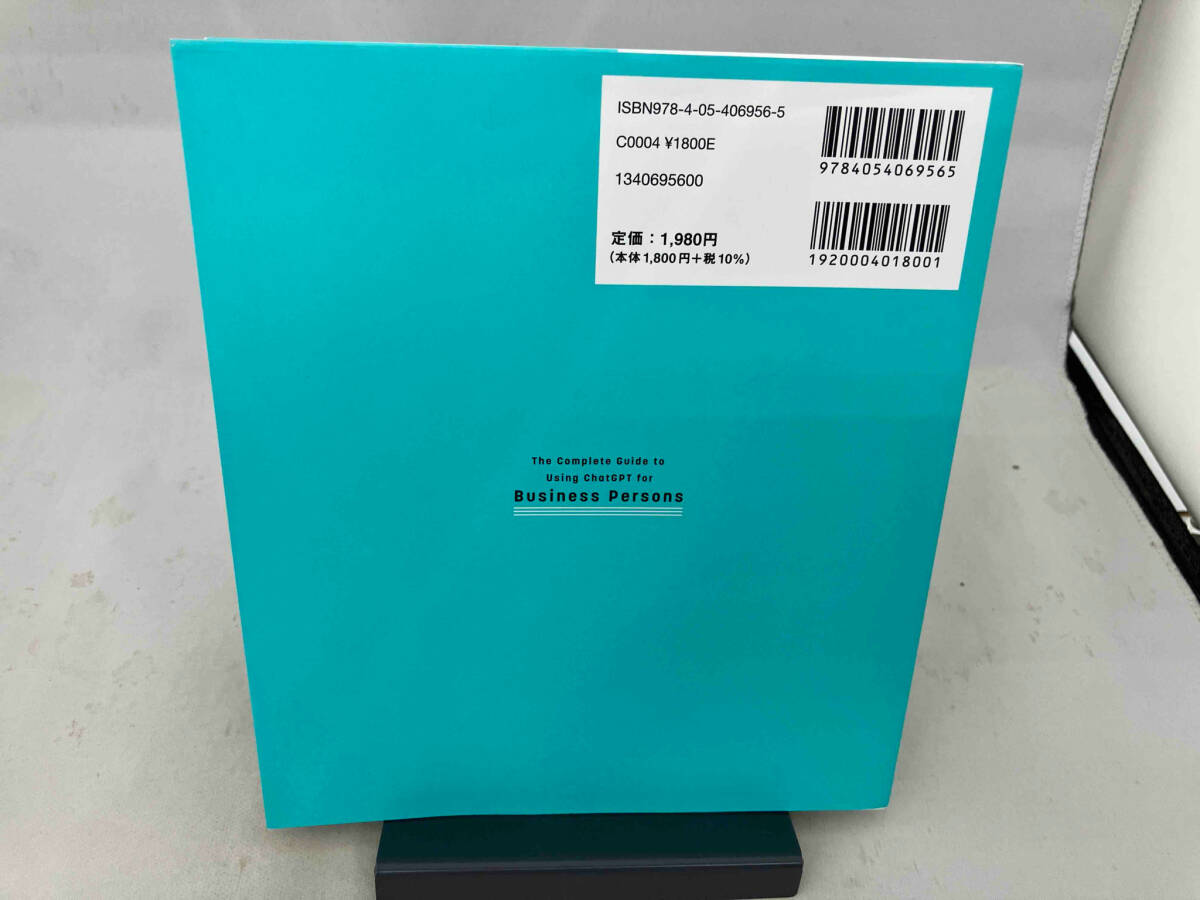 ISBN978-4-05-406956-5
C0004 ¥1800E
1340695600
定価：1,980円
（本体1,800円＋税10%）
9784054069565
1920004018001
The Complete Guide to
Using ChatGPT for
Business Persons